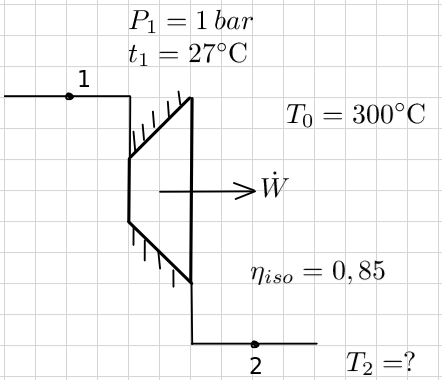 P₁ = 1 bar
t₁ = 27°C
1
T₀ = 300°C
Ẇ
η_iso = 0,85
2
T₂ =?